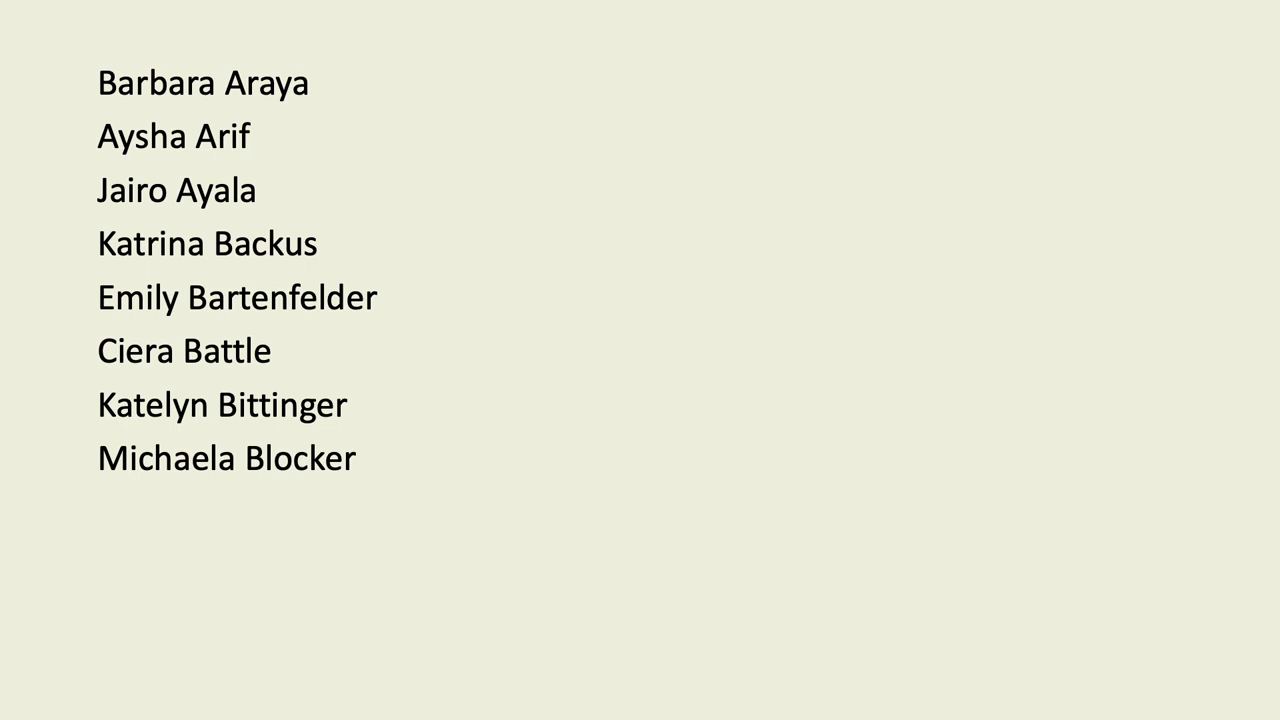 Barbara Araya
Aysha Arif
Jairo Ayala
Katrina Backus
Emily Bartenfelder
Ciera Battle
Katelyn Bittinger
Michaela Blocker